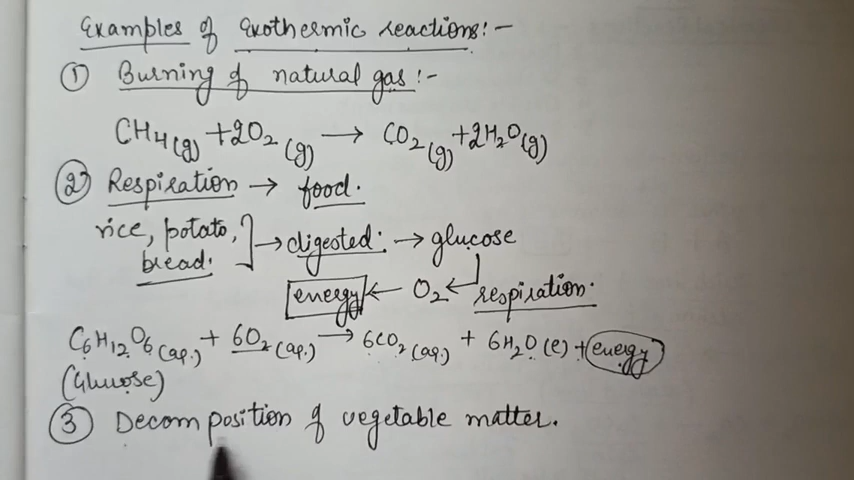 Examples of exothermic reactions:-
① Burning of natural gas:-
CH4(g) + 2O2(g) → CO2(g) + 2H2O(g)
② Respiration → food.
rice, potato, bread.] → digested. → glucose
energy ← O2 ← respiration.
C6H12O6(aq.) + 6O2(aq.) → 6CO2(aq.) + 6H2O(l) + energy
(Glucose)
③ Decomposition of vegetable matter.